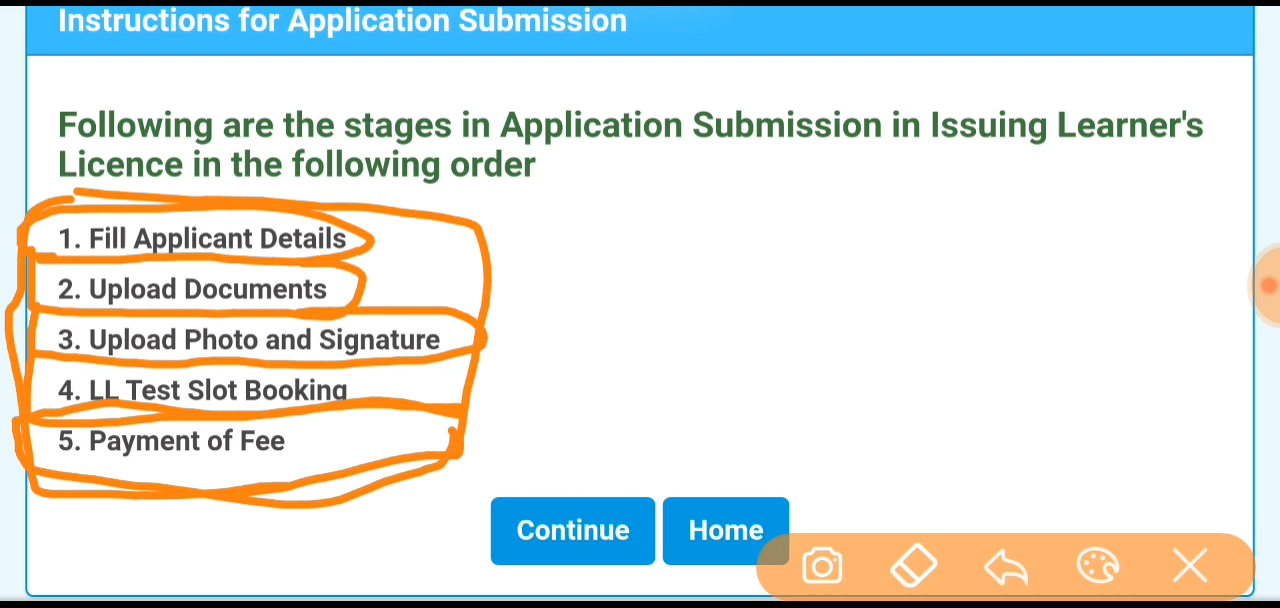 Instructions for Application Submission
Following are the stages in Application Submission in Issuing Learner's
Licence in the following order
1. Fill Applicant Details
2. Upload Documents
3. Upload Photo and Signature
4. LL Test Slot Booking
5. Payment of Fee
Continue Home